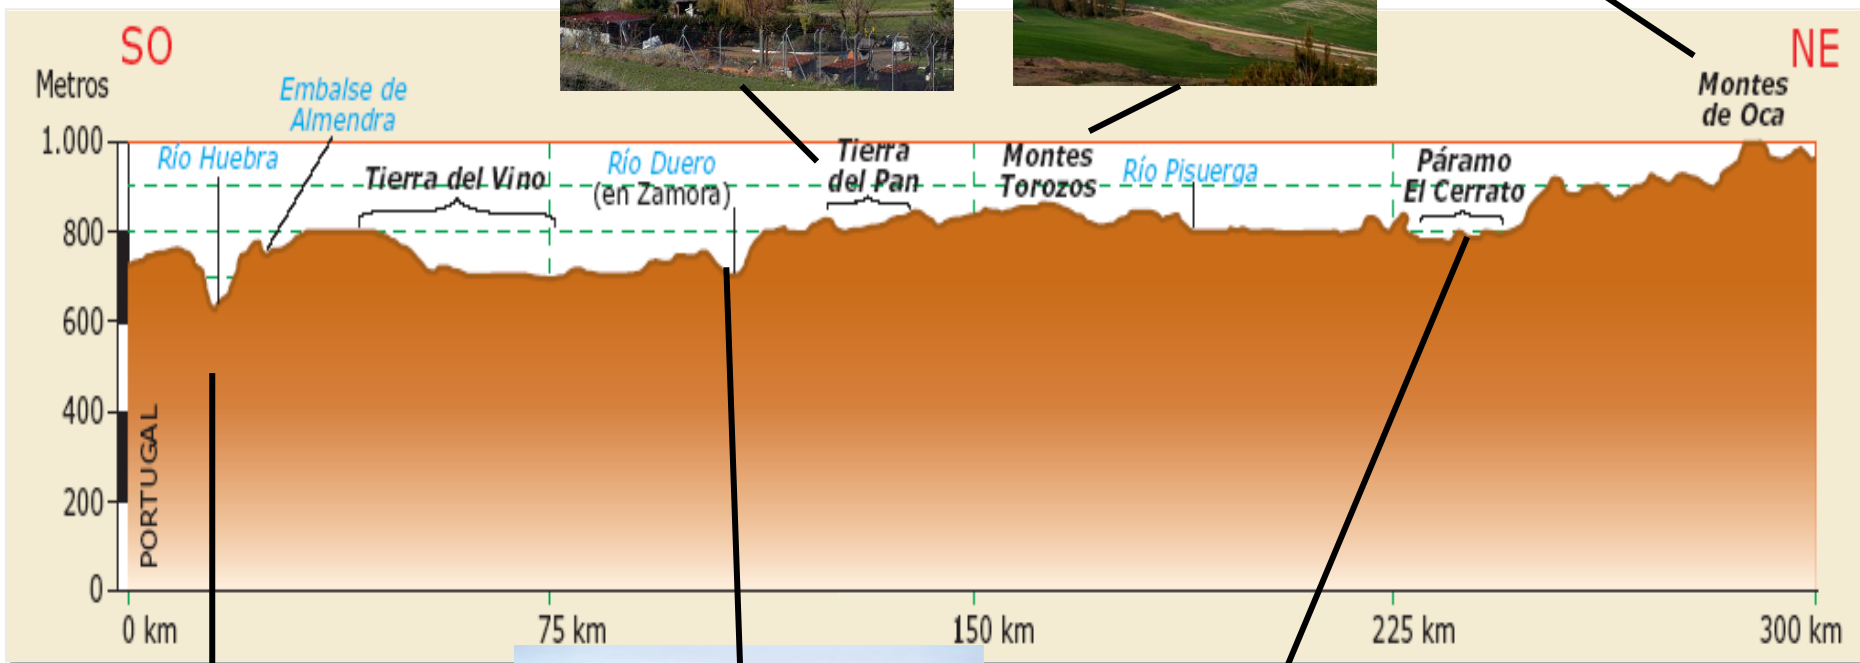 SO
NE
Metros
Embalse de
Almendra
Montes
de Oca
1.000
Río Huebra
Tierra del Vino
Río Duero
(en Zamora)
Tierra
del Pan
Montes
Torozos
Río Pisuerga
Páramo
El Cerrato
800
600
400
200
0
PORTUGAL
0 km
75 km
150 km
225 km
300 km